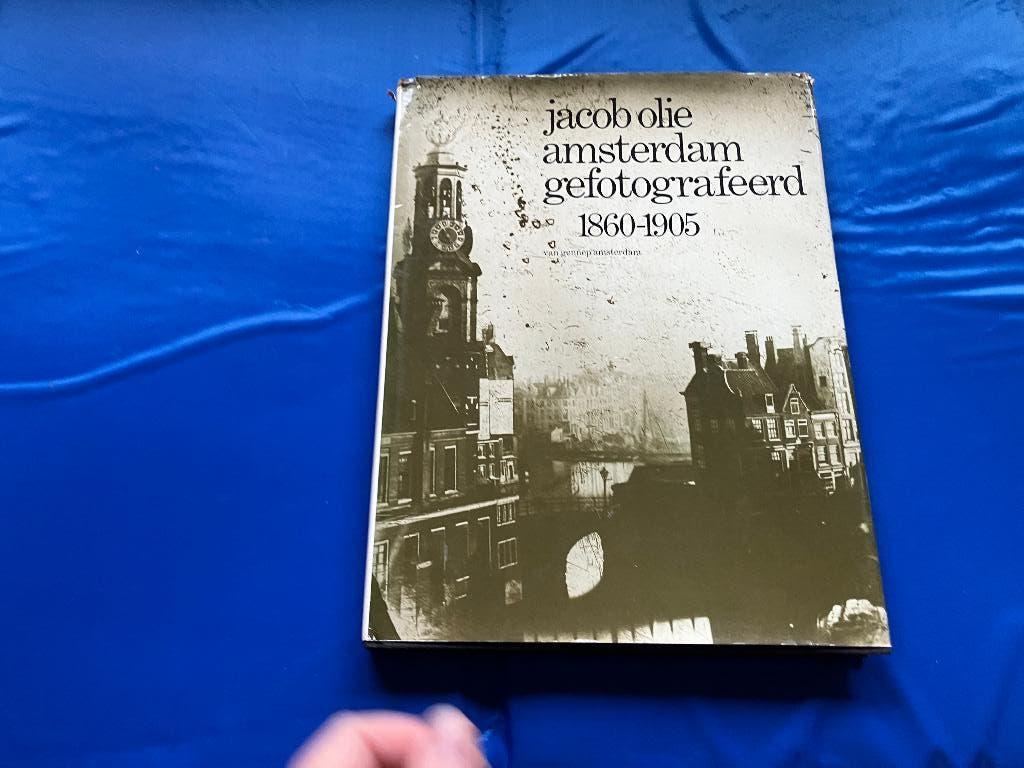 jacob olie
amsterdam
gefotografeerd
1860-1905
van gennep amsterdam